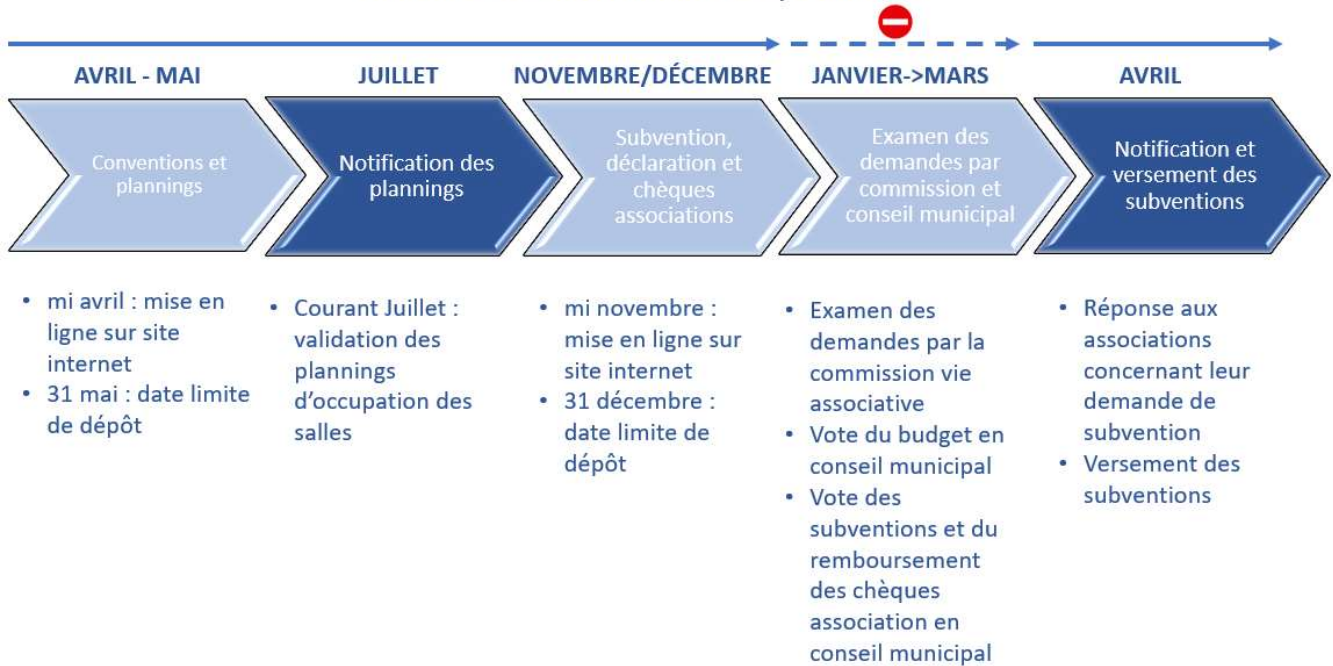 AVRIL - MAI
JUILLET
NOVEMBRE/DÉCEMBRE
JANVIER->MARS
AVRIL
Conventions et
plannings
Notification des
plannings
Subvention,
déclaration et
chèques
associations
Examen des
demandes par
commission et
conseil municipal
Notification et
versement des
subventions
• mi avril : mise en
ligne sur site
internet
• 31 mai : date limite
de dépôt
• Courant Juillet :
validation des
plannings
d’occupation des
salles
• mi novembre :
mise en ligne sur
site internet
• 31 décembre :
date limite de
dépôt
• Examen des
demandes par la
commission vie
associative
• Vote du budget en
conseil municipal
• Vote des
subventions et du
remboursement
des chèques
association en
conseil municipal
• Réponse aux
associations
concernant leur
demande de
subvention
• Versement des
subventions